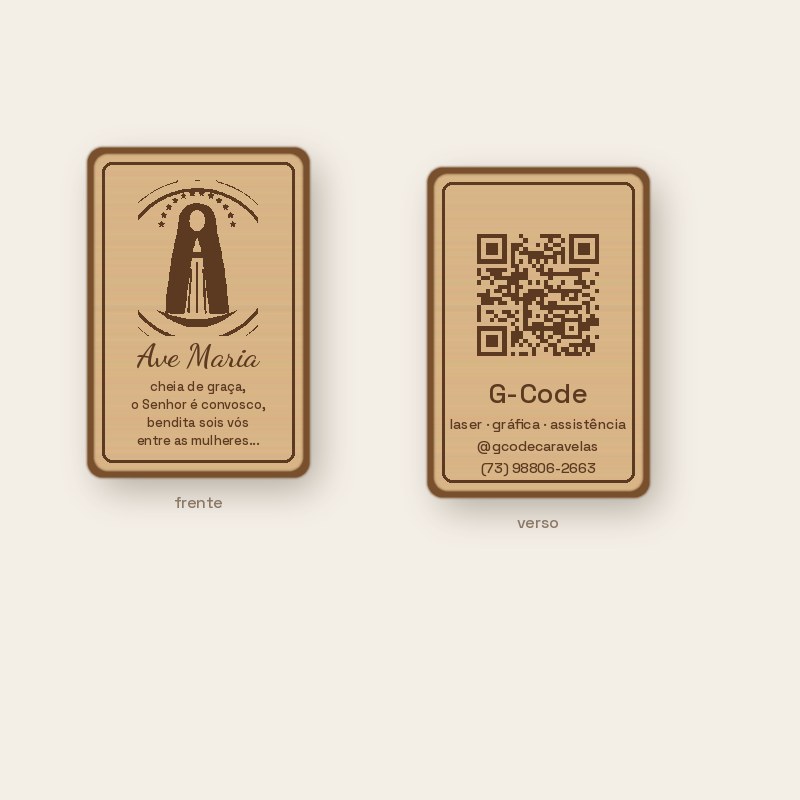 Ave Maria
cheia de graça,
o Senhor é convosco,
bendita sois vós
entre as mulheres...
frente
G-Code
laser · gráfica · assistência
@gcodecaravelas
(73) 98806-2663
verso